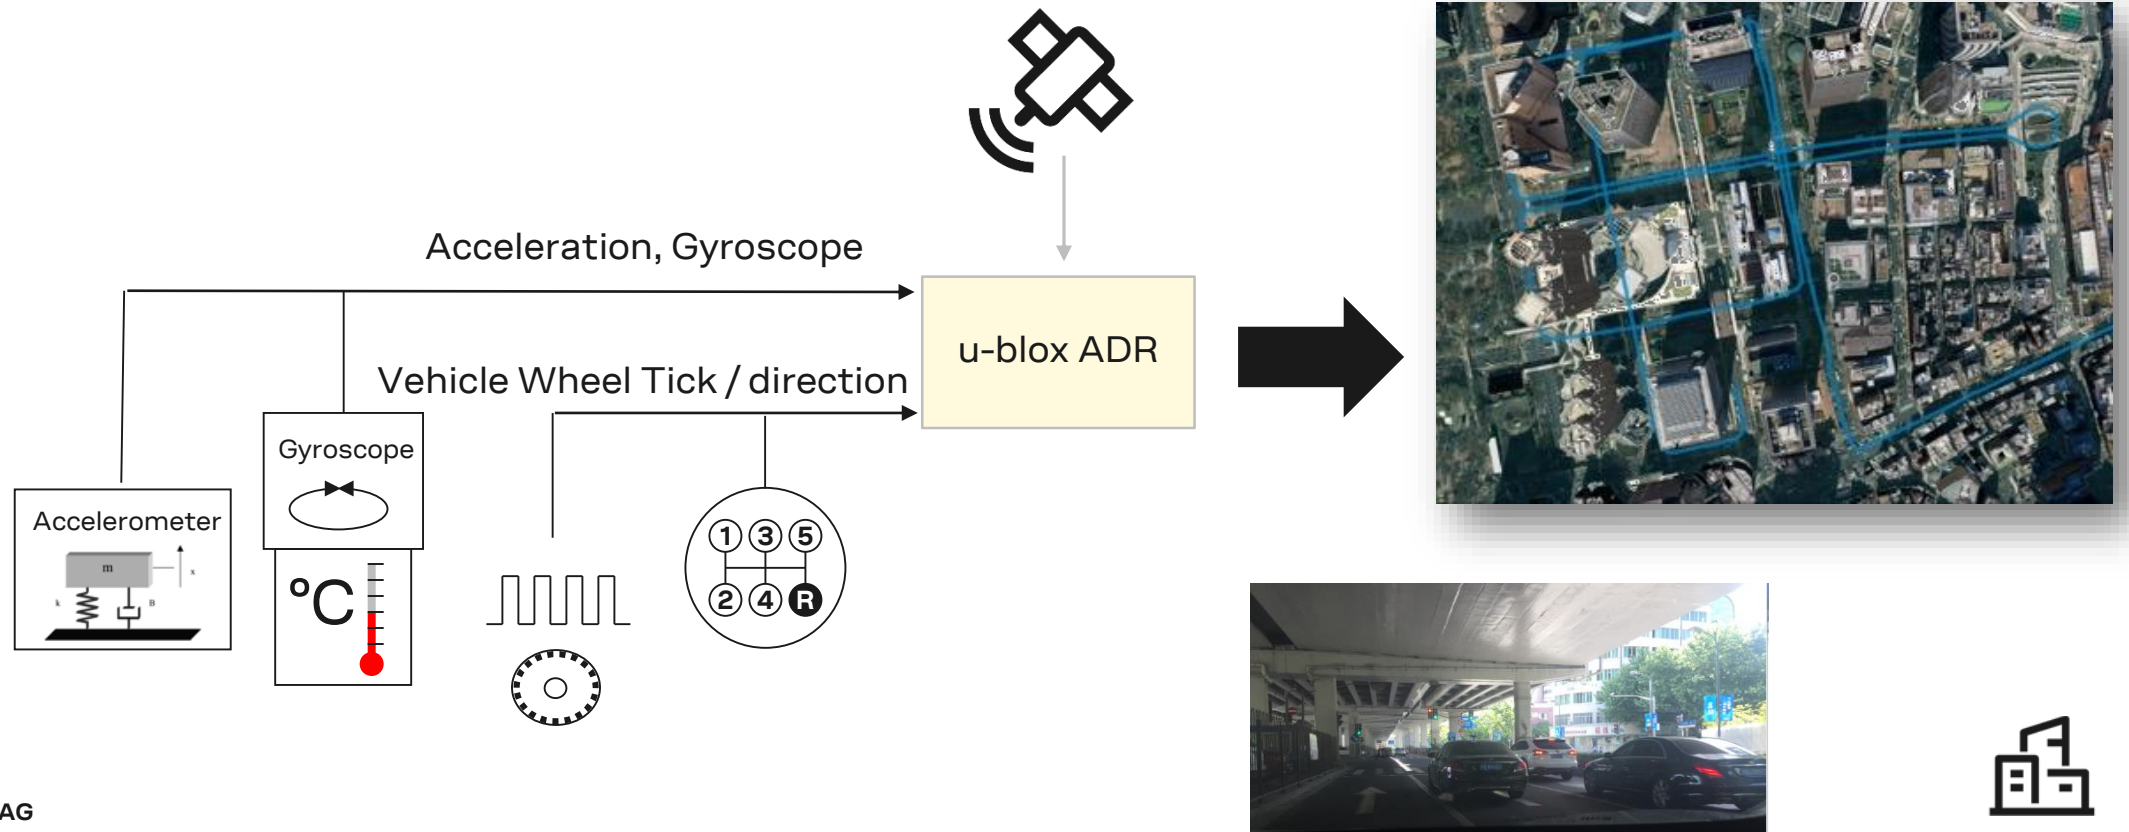 Acceleration, Gyroscope
u-blox ADR
Vehicle Wheel Tick / direction
Gyroscope
Accelerometer
m
x
k
B
°C
1 3 5
2 4 R
AG